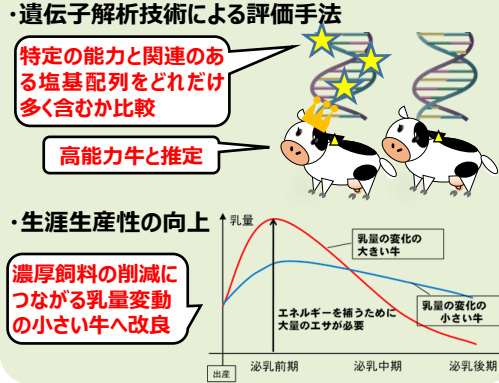 ・遺伝子解析技術による評価手法
特定の能力と関連のあ
る塩基配列をどれだけ
多く含むか比較
高能力牛と推定
・生涯生産性の向上
濃厚飼料の削減に
つながる乳量変動
の小さい牛へ改良
乳量
乳量の変化の
大きい牛
乳量の変化の
小さい牛
エネルギーを補うために
大量のエサが必要
出産
泌乳前期
泌乳中期
泌乳後期